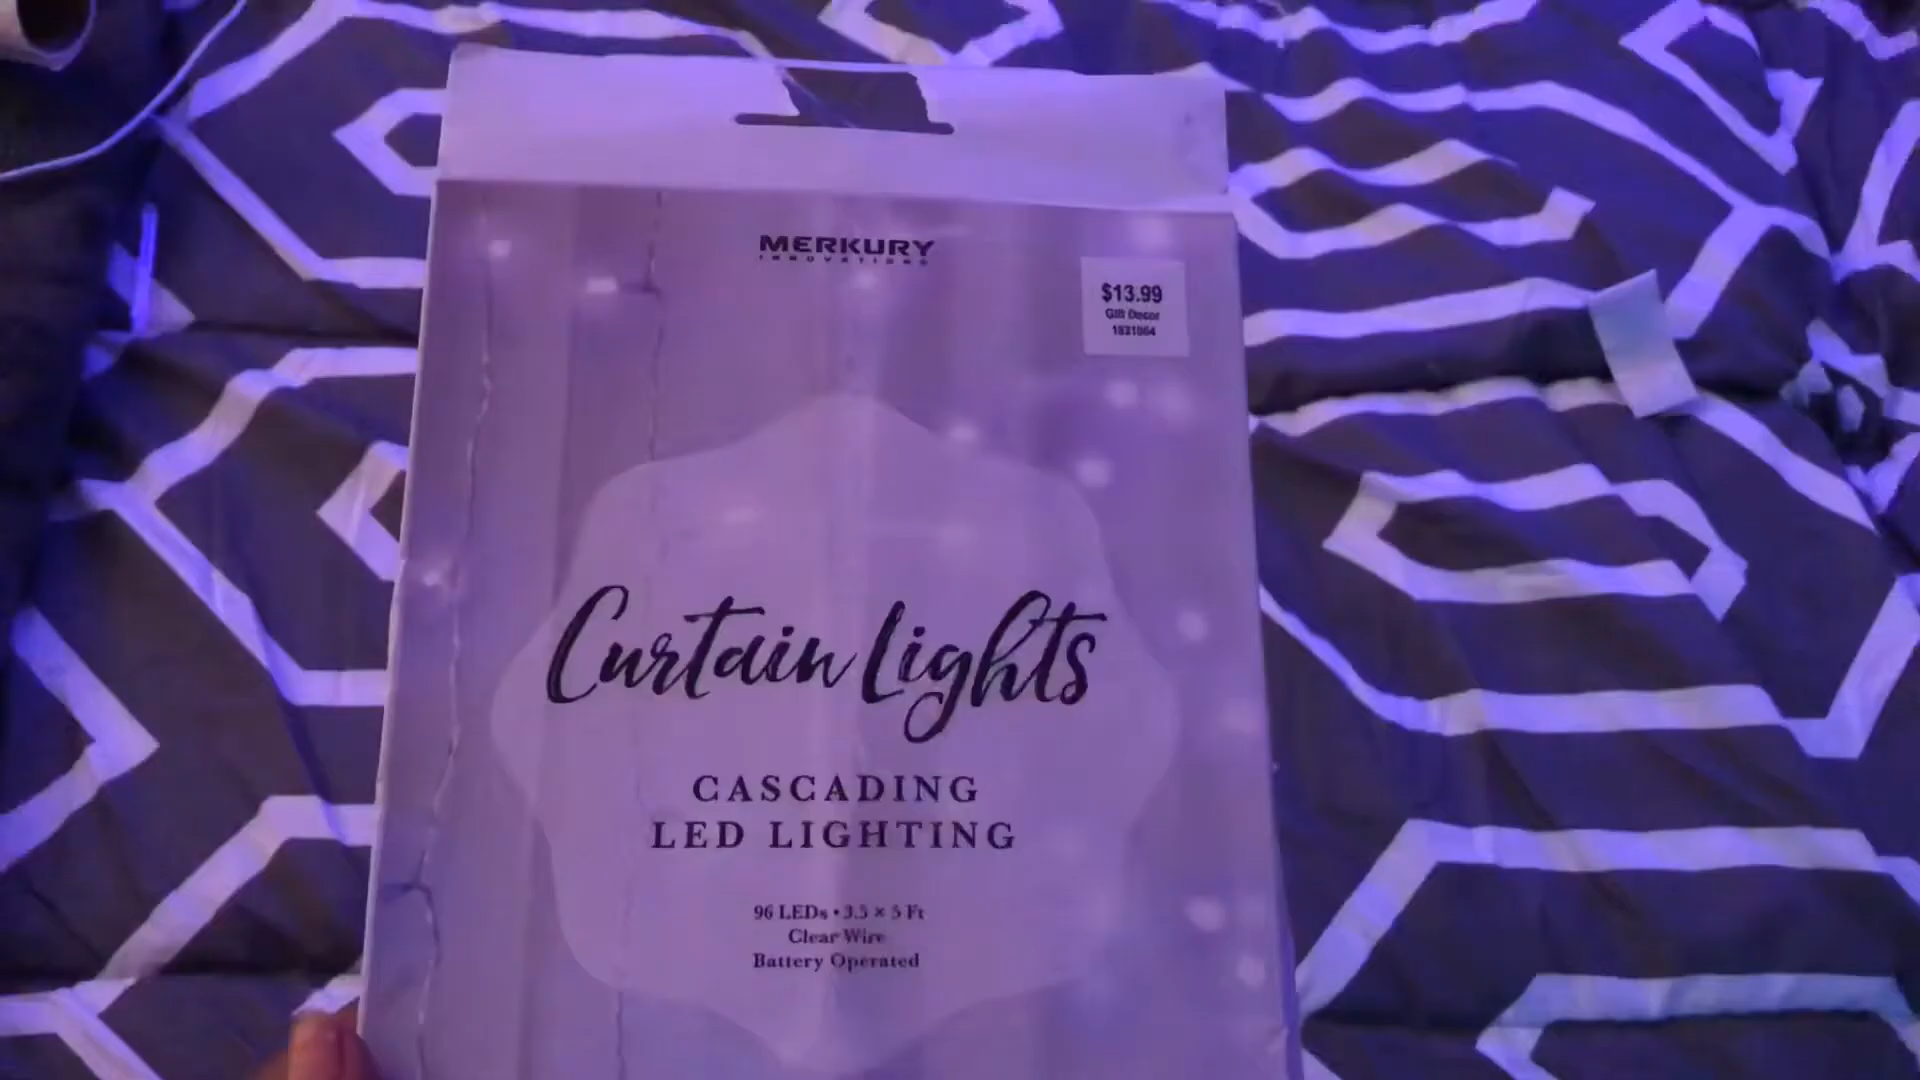 MERKURY
INNOVATIONS
$13.99
Gift Decor
1831864
Curtain Lights
CASCADING
LED LIGHTING
96 LEDs • 3.5 × 5 Ft
Clear Wire
Battery Operated